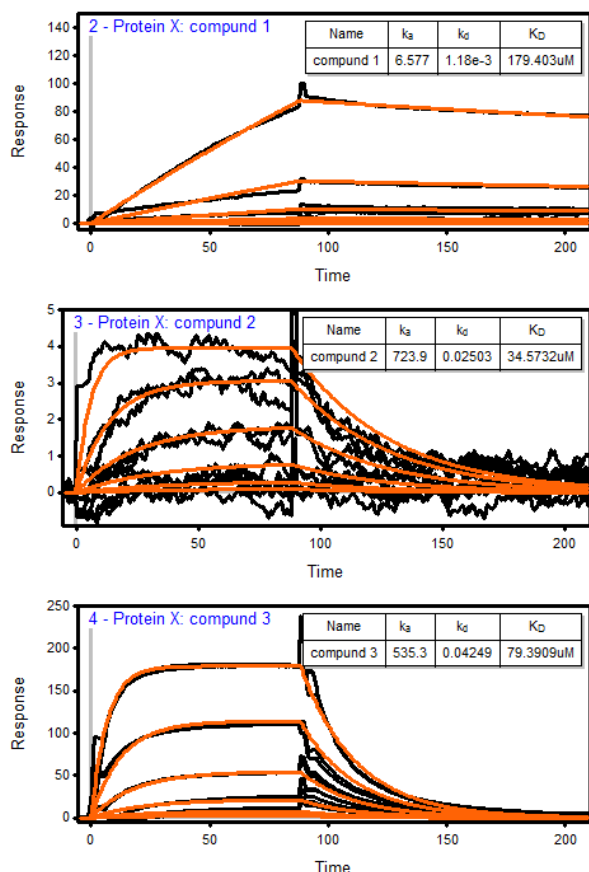 2 - Protein X: compund 1
Name ka kd KD
compund 1 6.577 1.18e-3 179.403uM
140
120
100
80
60
40
20
0
Response
0 50 100 150 200
Time
3 - Protein X: compund 2
Name ka kd KD
compund 2 723.9 0.02503 34.5732uM
5
4
3
2
1
0
Response
0 50 100 150 200
Time
4 - Protein X: compund 3
Name ka kd KD
compund 3 535.3 0.04249 79.3909uM
250
200
150
100
50
0
Response
0 50 100 150 200
Time